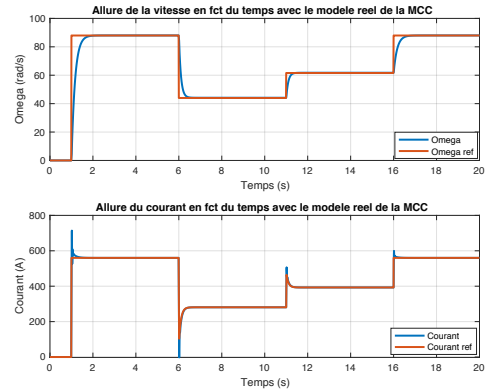 Allure de la vitesse en fct du temps avec le modele reel de la MCC
100
80
60
40
20
0
Omega (rad/s)
0 2 4 6 8 10 12 14 16 18 20
Temps (s)
Omega
Omega ref
Allure du courant en fct du temps avec le modele reel de la MCC
800
600
400
200
0
Courant (A)
0 2 4 6 8 10 12 14 16 18 20
Temps (s)
Courant
Courant ref